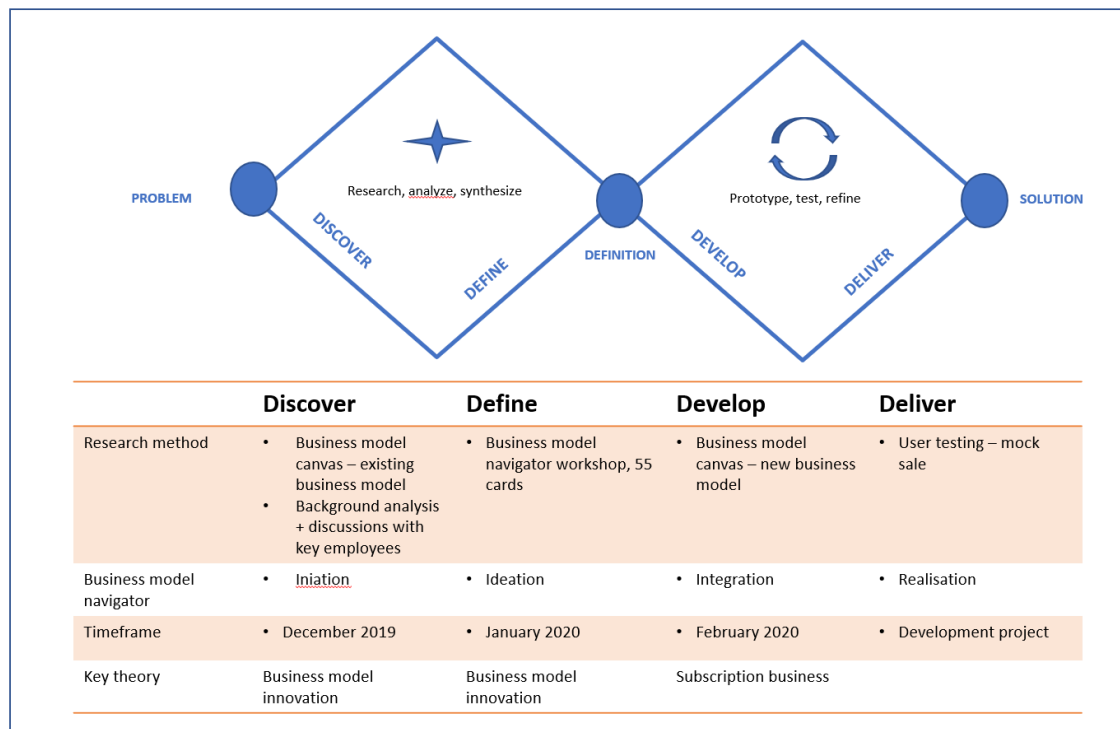 PROBLEM
Research, analyze, synthesize
DISCOVER
DEFINE
DEFINITION
Prototype, test, refine
DEVELOP
DELIVER
SOLUTION
Discover
Define
Develop
Deliver
Research method
• Business model
canvas – existing
business model
• Background analysis
+ discussions with
key employees
• Business model
navigator workshop, 55
cards
• Business model
canvas – new business
model
• User testing – mock
sale
Business model
navigator
• Iniation
• Ideation
• Integration
• Realisation
Timeframe
• December 2019
• January 2020
• February 2020
• Development project
Key theory
Business model
innovation
Business model
innovation
Subscription business